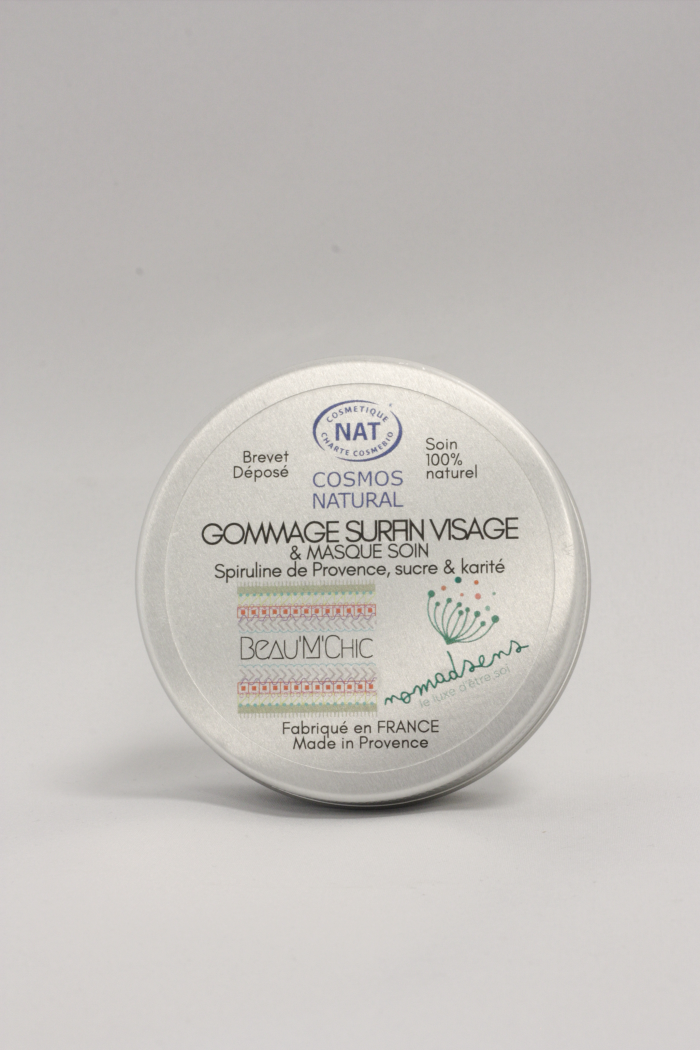 COSMETIQUE
NAT
CHARTE COSMEBIO
Brevet
Déposé
Soin
100%
naturel
COSMOS
NATURAL
GOMMAGE SURFIN VISAGE
& MASQUE SOIN
Spiruline de Provence, sucre & karité
BEAU'M'CHIC
nomadsens
le luxe d'être soi
Fabriqué en FRANCE
Made in Provence